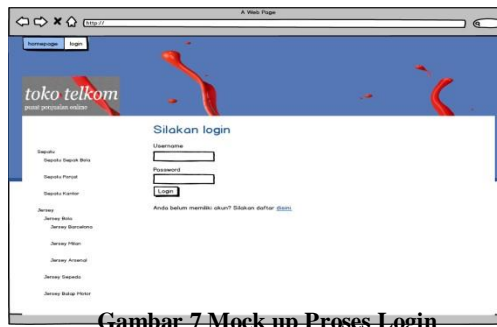 A Web Page
http://
homepage login
toko telkom
pusat penjualan online
Silakan login
Username
Password
Login
Anda belum memiliki akun? Silakan daftar disini
Sepatu
Sepatu Sepak Bola
Sepatu Panjat
Sepatu Kantor
Jersey
Jersey Bola
Jersey Barcelona
Jersey Milan
Jersey Arsenal
Jersey Sepeda
Jersey Balap Motor
Gambar 7 Mock up Proses Login